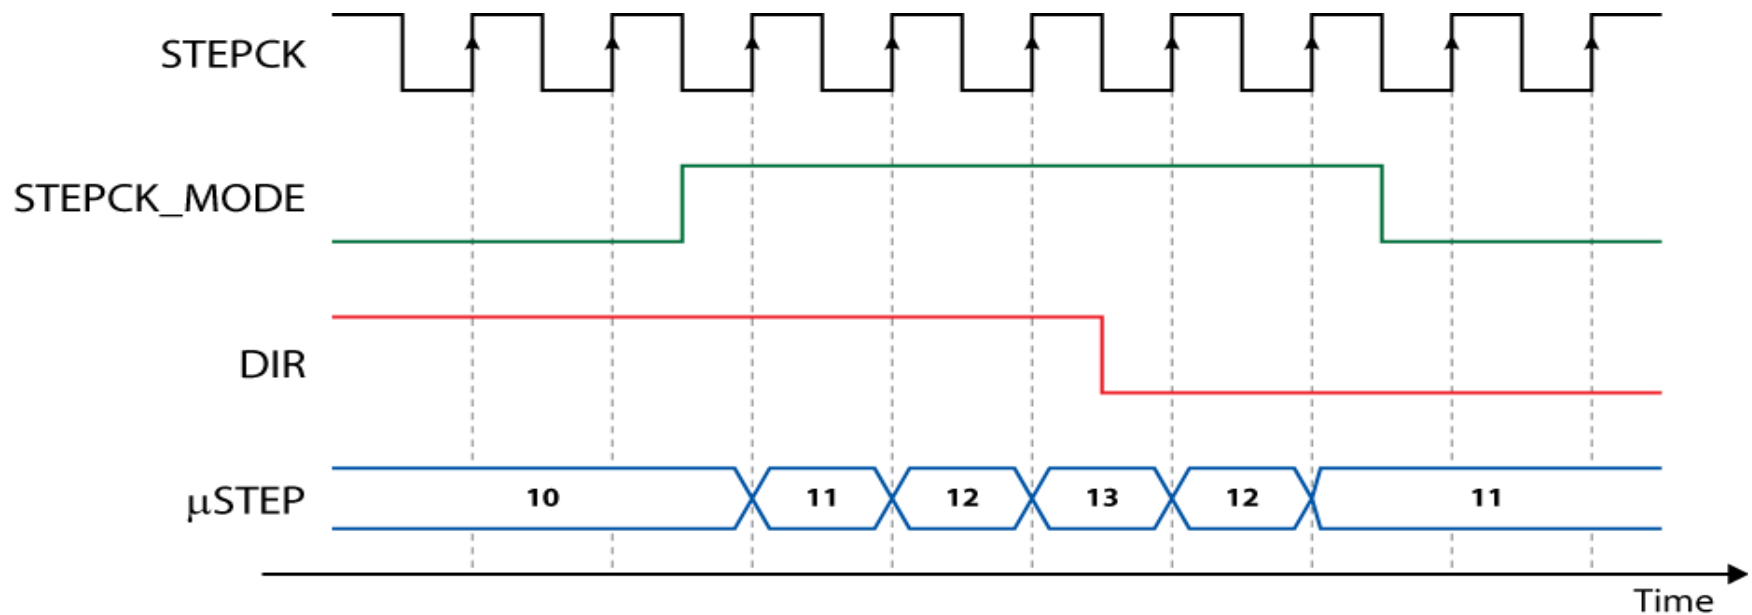 STEPCK
STEPCK_MODE
DIR
μSTEP
10 11 12 13 12 11
Time